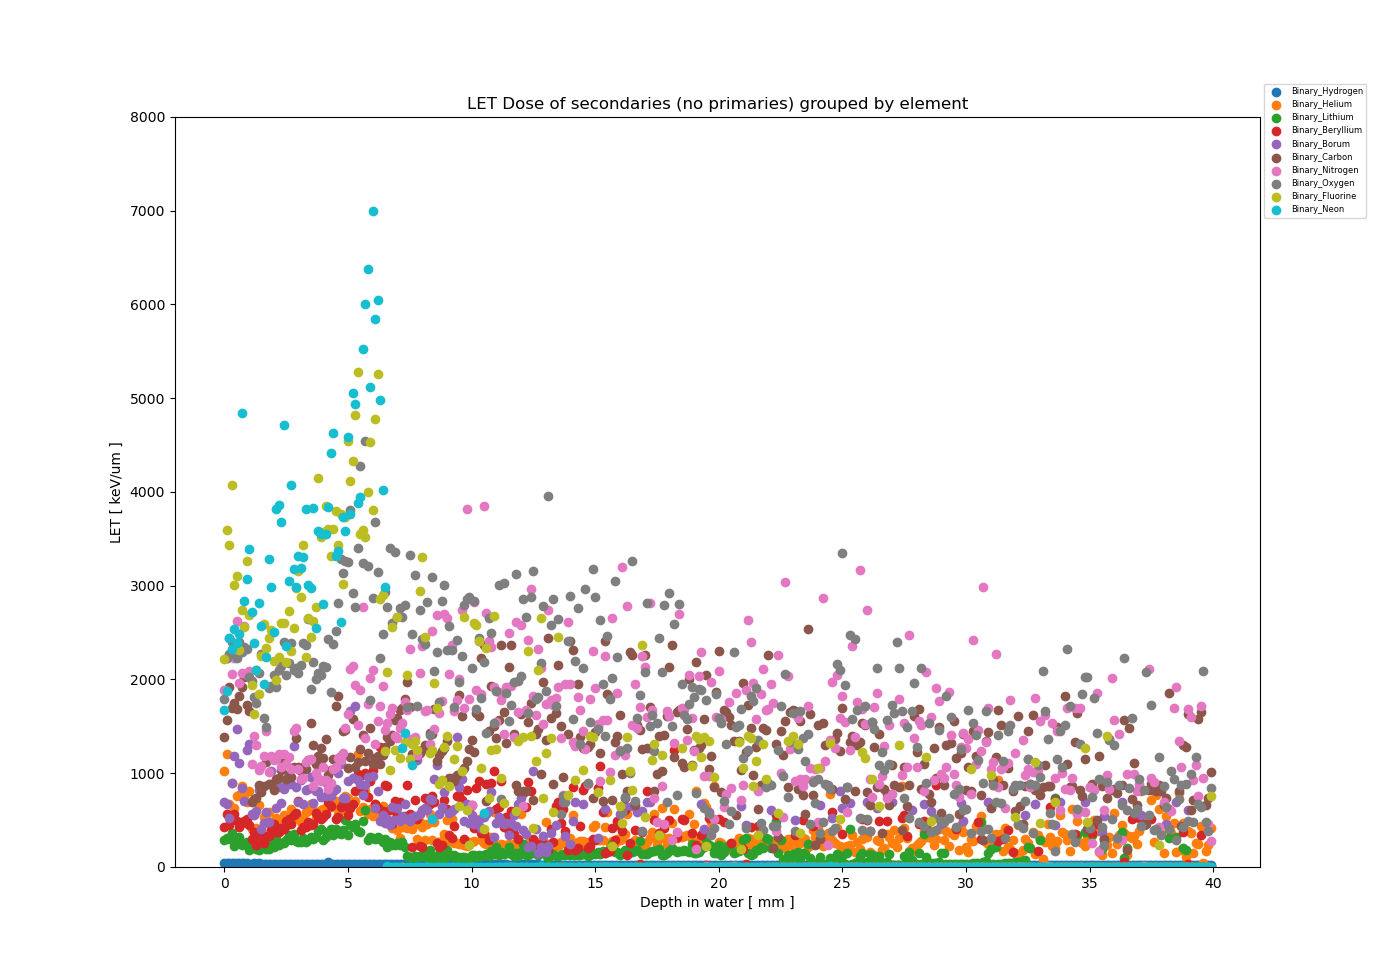 LET Dose of secondaries (no primaries) grouped by element
Binary_Hydrogen
Binary_Helium
Binary_Lithium
Binary_Beryllium
Binary_Borum
Binary_Carbon
Binary_Nitrogen
Binary_Oxygen
Binary_Fluorine
Binary_Neon
8000
7000
6000
5000
4000
3000
2000
1000
0
LET [ keV/um ]
0 5 10 15 20 25 30 35 40
Depth in water [ mm ]